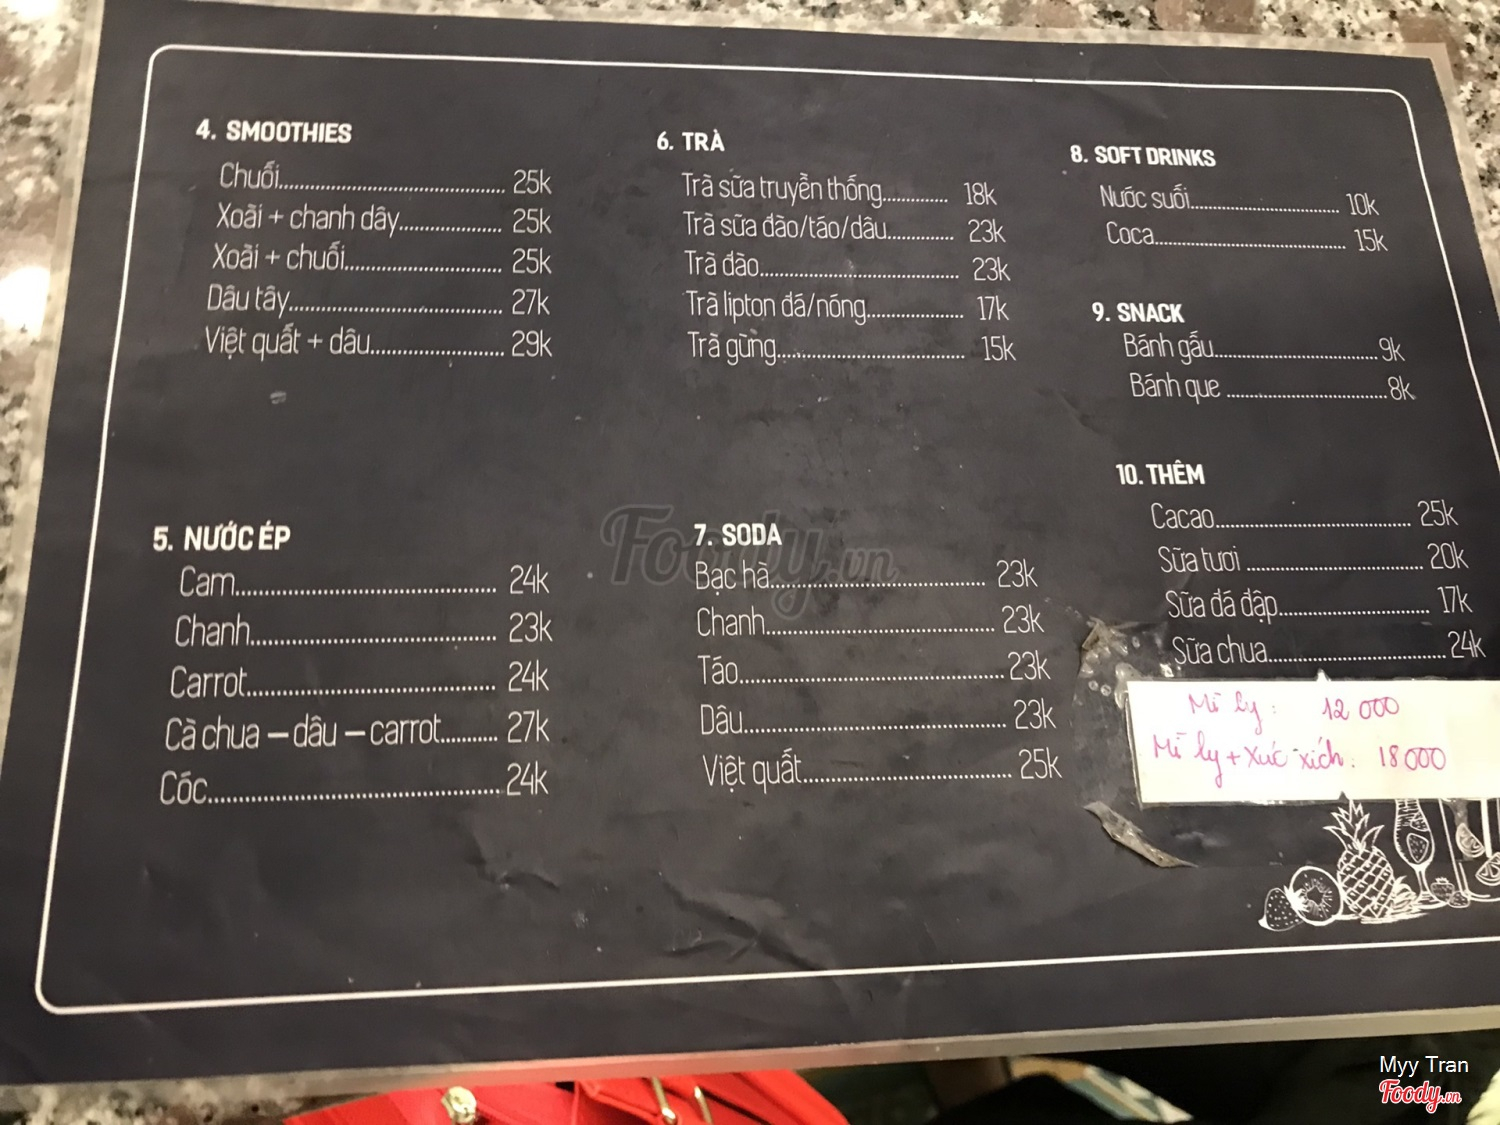 4. SMOOTHIES
Chuối.......... 25k
Xoài + chanh dây.......... 25k
Xoài + chuối.......... 25k
Dâu tây.......... 27k
Việt quất + dâu.......... 29k
5. NƯỚC ÉP
Cam.......... 24k
Chanh.......... 23k
Carrot.......... 24k
Cà chua – dâu – carrot.......... 27k
Cóc.......... 24k
6. TRÀ
Trà sữa truyền thống.......... 18k
Trà sữa đào/táo/dâu.......... 23k
Trà đào.......... 23k
Trà lipton đá/nóng.......... 17k
Trà gừng.......... 15k
7. SODA
Bạc hà.......... 23k
Chanh.......... 23k
Táo.......... 23k
Dâu.......... 23k
Việt quất.......... 25k
8. SOFT DRINKS
Nước suối.......... 10k
Coca.......... 15k
9. SNACK
Bánh gấu.......... 9k
Bánh que .......... 8k
10. THÊM
Cacao.......... 25k
Sữa tươi .......... 20k
Sữa đá đập.......... 17k
Sữa chua.......... 24k
Mì ly : 12 000
Mì ly + xúc xích : 18 000
Foody.vn
Myy Tran
Foody.vn